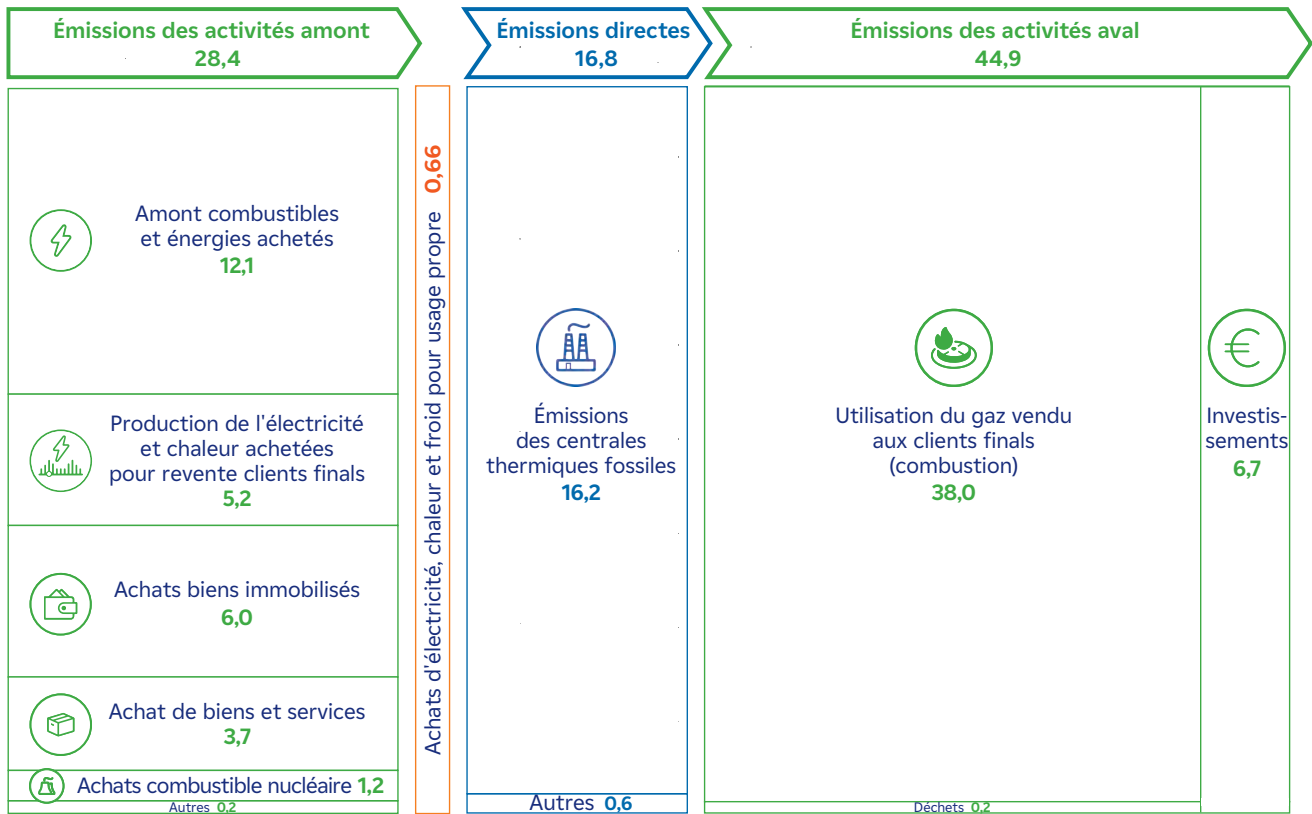 Émissions des activités amont
28,4
Émissions directes
16,8
Émissions des activités aval
44,9
Amont combustibles
et énergies achetés
12,1
Production de l'électricité
et chaleur achetées
pour revente clients finals
5,2
Achats biens immobilisés
6,0
Achat de biens et services
3,7
Achats combustible nucléaire 1,2
Autres 0,2
Achats d'électricité, chaleur et froid pour usage propre 0,66
Émissions
des centrales
thermiques fossiles
16,2
Autres 0,6
Utilisation du gaz vendu
aux clients finals
(combustion)
38,0
Déchets 0,2
Investis-
sements
6,7